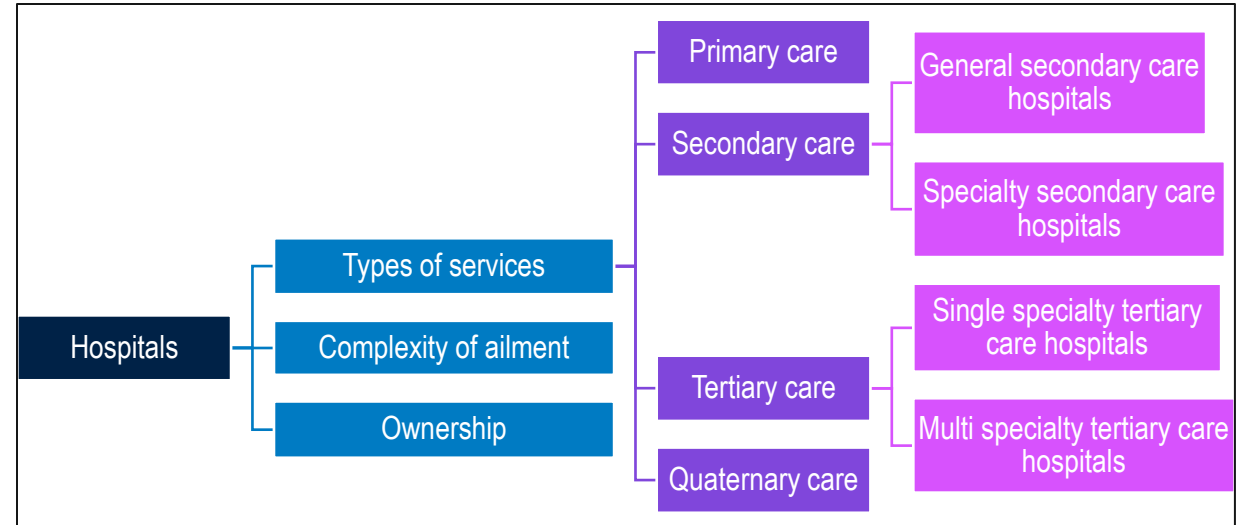 Hospitals
Types of services
Complexity of ailment
Ownership
Primary care
Secondary care
Tertiary care
Quaternary care
General secondary care
hospitals
Specialty secondary care
hospitals
Single specialty tertiary
care hospitals
Multi specialty tertiary care
hospitals